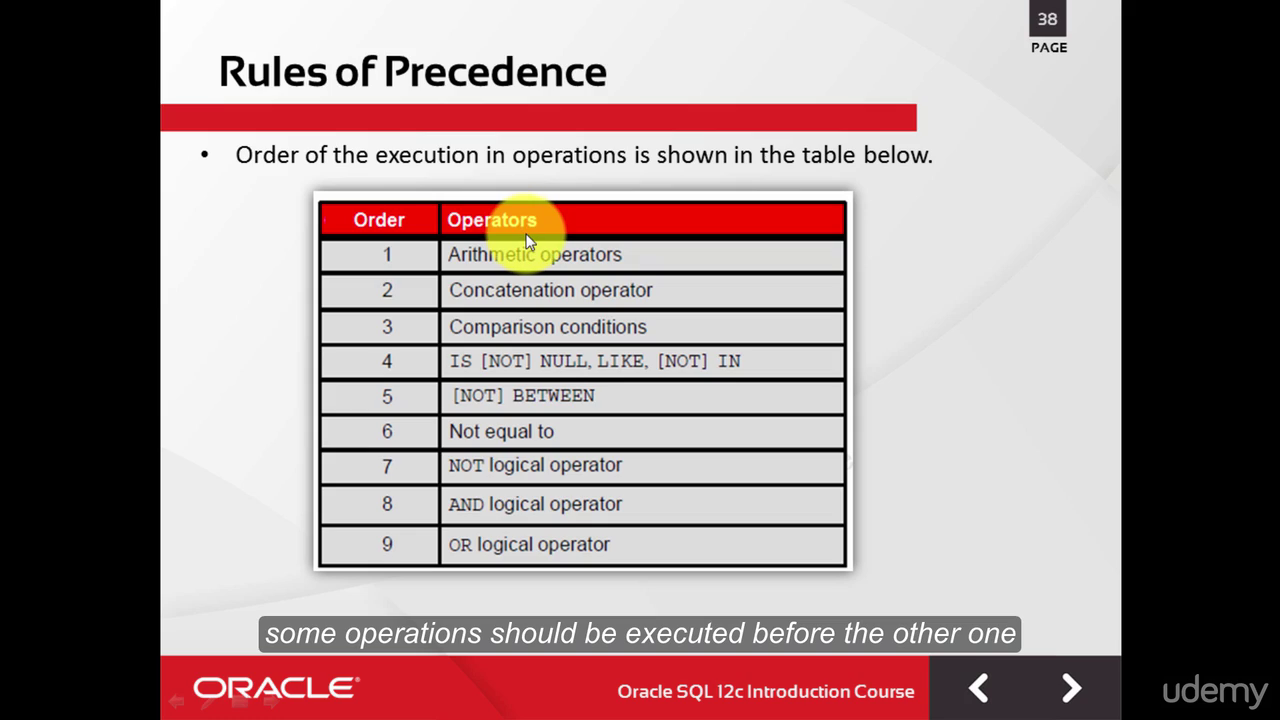 38
PAGE
Rules of Precedence
• Order of the execution in operations is shown in the table below.
Order Operators
1 Arithmetic operators
2 Concatenation operator
3 Comparison conditions
4 IS [NOT] NULL, LIKE, [NOT] IN
5 [NOT] BETWEEN
6 Not equal to
7 NOT logical operator
8 AND logical operator
9 OR logical operator
some operations should be executed before the other one
ORACLE®
Oracle SQL 12c Introduction Course
udemy